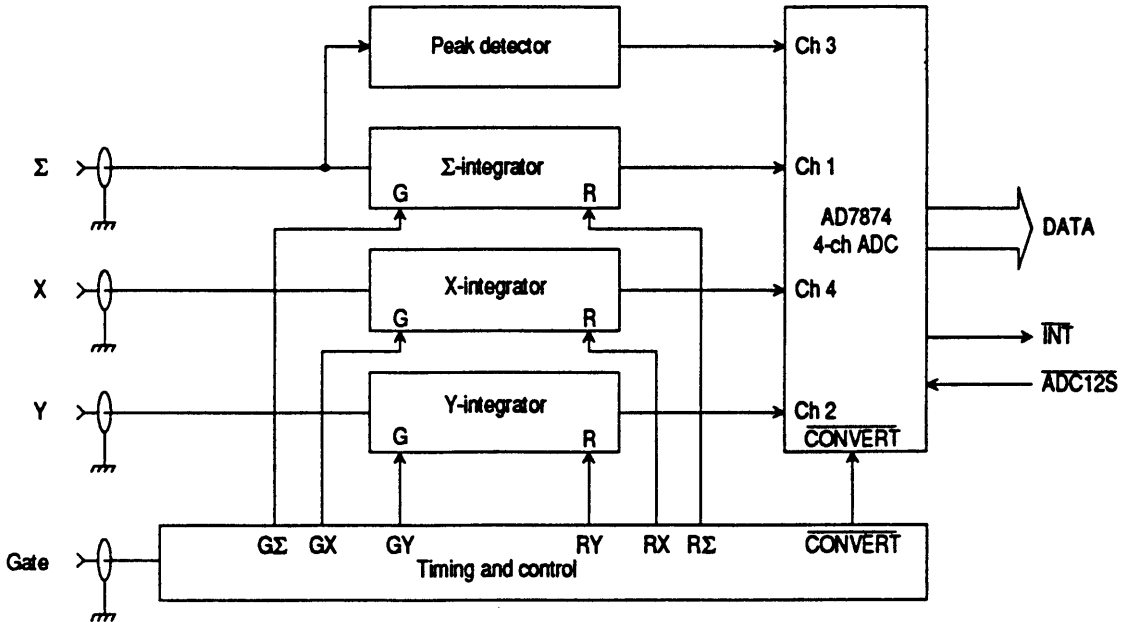 Peak detector
Ch 3
Σ
Σ-integrator
G
R
Ch 1
AD7874
4-ch ADC
DATA
X
X-integrator
G
R
Ch 4
INT
ADC12S
Y
Y-integrator
G
R
Ch 2
CONVERT
GΣ GX GY RY RX RΣ CONVERT
Gate
Timing and control